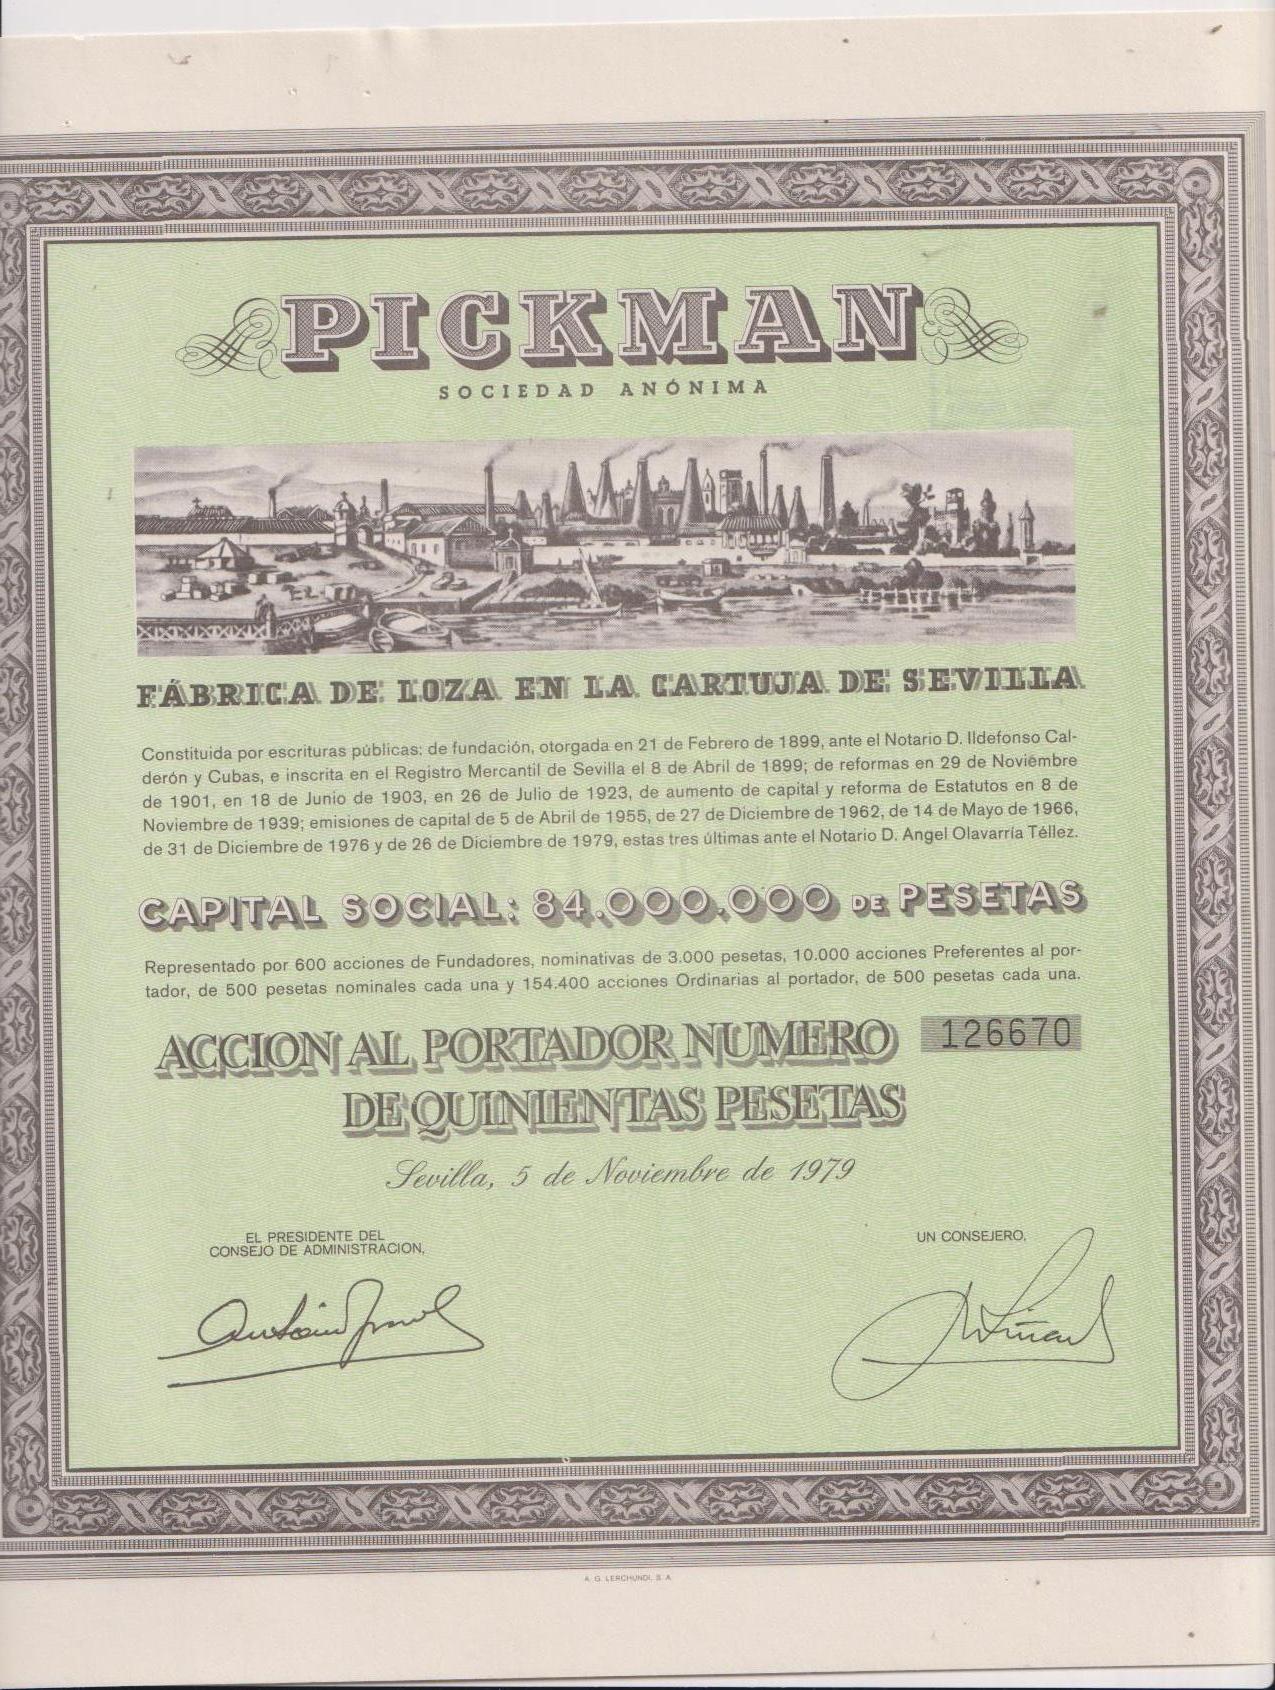 PICKMAN
SOCIEDAD ANÓNIMA
FÁBRICA DE LOZA EN LA CARTUJA DE SEVILLA
Constituida por escrituras públicas: de fundación, otorgada en 21 de Febrero de 1899, ante el Notario D. Ildefonso Cal-
derón y Cubas, e inscrita en el Registro Mercantil de Sevilla el 8 de Abril de 1899; de reformas en 29 de Noviémbre
de 1901, en 18 de Junio de 1903, en 26 de Julio de 1923, de aumento de capital y reforma de Estatutos en 8 de
Noviembre de 1939; emisiones de capital de 5 de Abril de 1955, de 27 de Diciembre de 1962, de 14 de Mayo de 1966,
de 31 de Diciembre de 1976 y de 26 de Diciembre de 1979, estas tres últimas ante el Notario D. Angel Olavarría Téllez.
CAPITAL SOCIAL: 84.000.000 DE PESETAS
Representado por 600 acciones de Fundadores, nominativas de 3.000 pesetas, 10.000 acciones Preferentes al por-
tador, de 500 pesetas nominales cada una y 154.400 acciones Ordinarias al portador, de 500 pesetas cada una.
ACCION AL PORTADOR NUMERO 126670
DE QUINIENTAS PESETAS
Sevilla, 5 de Noviembre de 1979
EL PRESIDENTE DEL
CONSEJO DE ADMINISTRACION,
UN CONSEJERO,
A. G. LERCHUNDI, S. A.